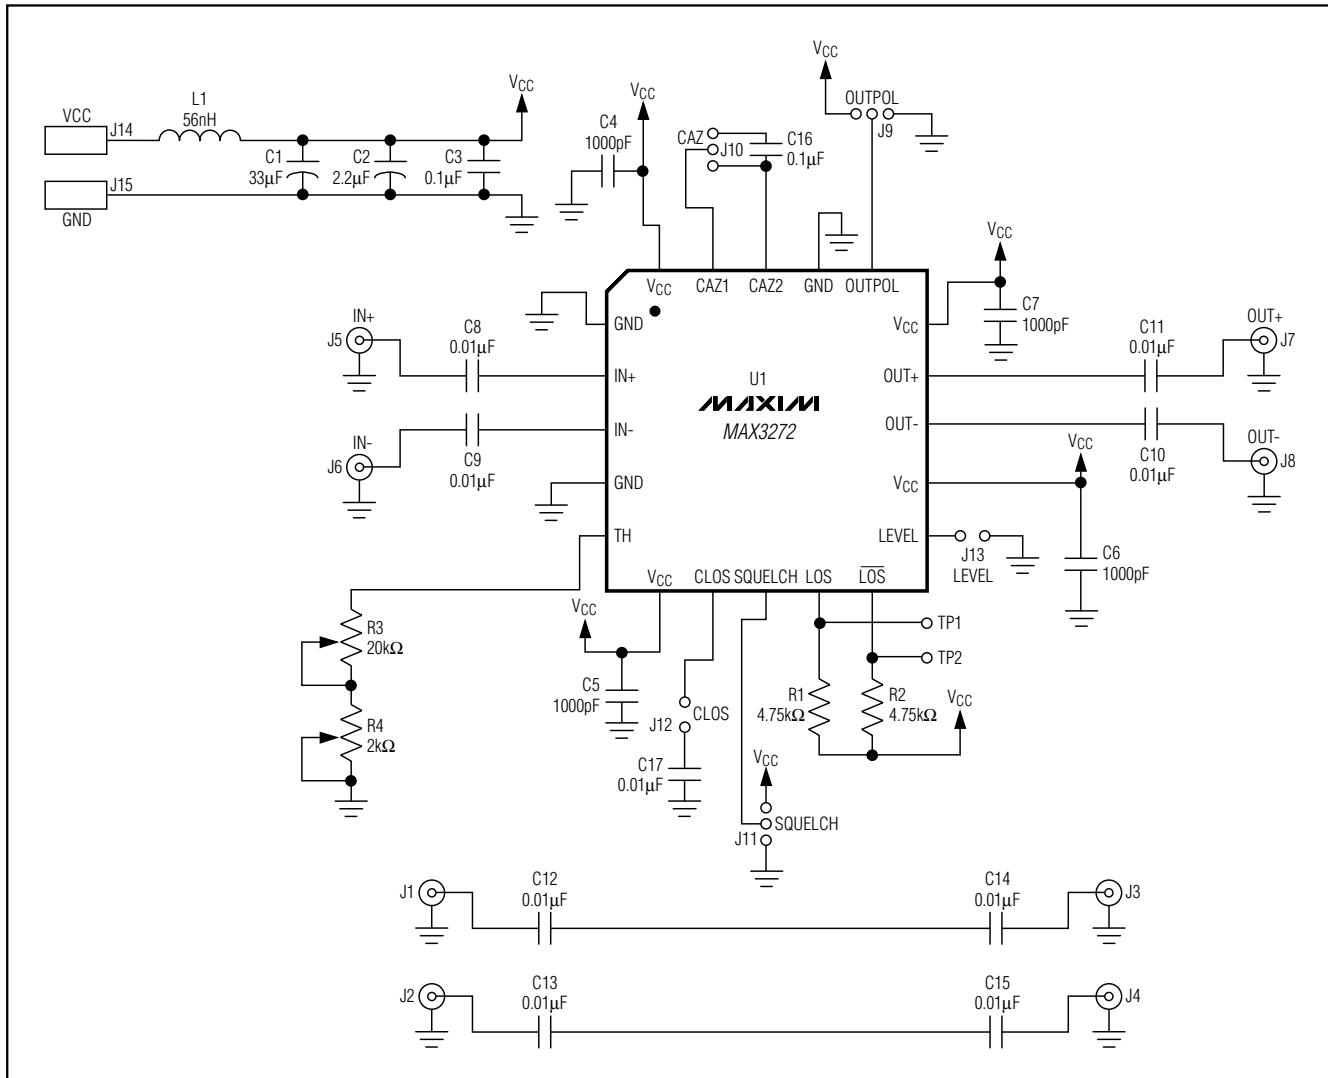 VCC
J14
L1
56nH
VCC
C1
33μF
C2
2.2μF
C3
0.1μF
J15
GND
VCC
C4
1000pF
CAZ
J10
C16
0.1μF
VCC
OUTPOL
J9
VCC
CAZ1
CAZ2
GND
OUTPOL
VCC
C7
1000pF
IN+
J5
C8
0.01μF
GND
IN+
U1
MAXIM
MAX3272
VCC
OUT+
C11
0.01μF
OUT+
J7
IN-
J6
C9
0.01μF
IN-
OUT-
C10
0.01μF
OUT-
J8
GND
VCC
VCC
TH
LEVEL
J13
LEVEL
C6
1000pF
VCC
CLOS
SQUELCH
LOS
LOS
VCC
TP1
TP2
R3
20kΩ
R4
2kΩ
C5
1000pF
J12
CLOS
C17
0.01μF
R1
4.75kΩ
R2
4.75kΩ
VCC
VCC
SQUELCH
J11
J1
C12
0.01μF
C14
0.01μF
J3
J2
C13
0.01μF
C15
0.01μF
J4